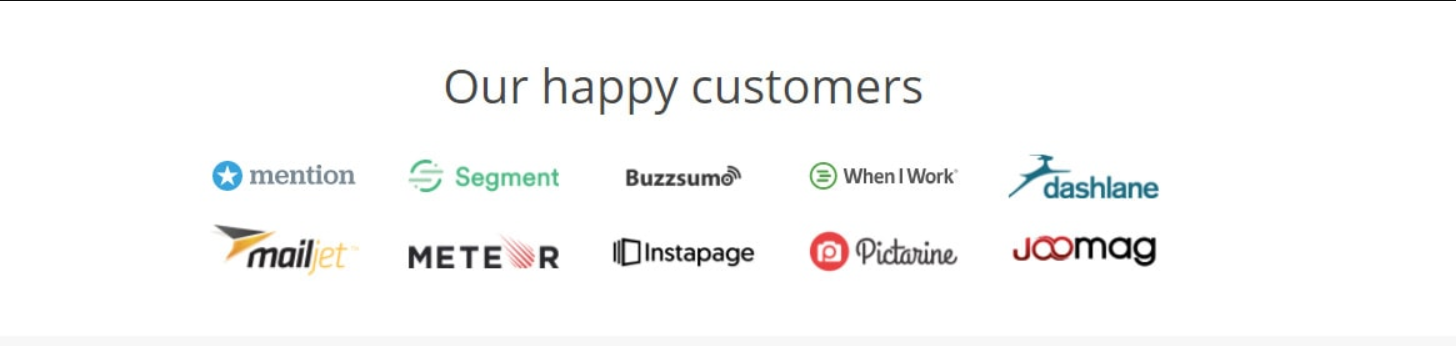 Our happy customers
mention Segment Buzzsumo When I Work dashlane
mailjet METEOR Instapage Pictarine joomag